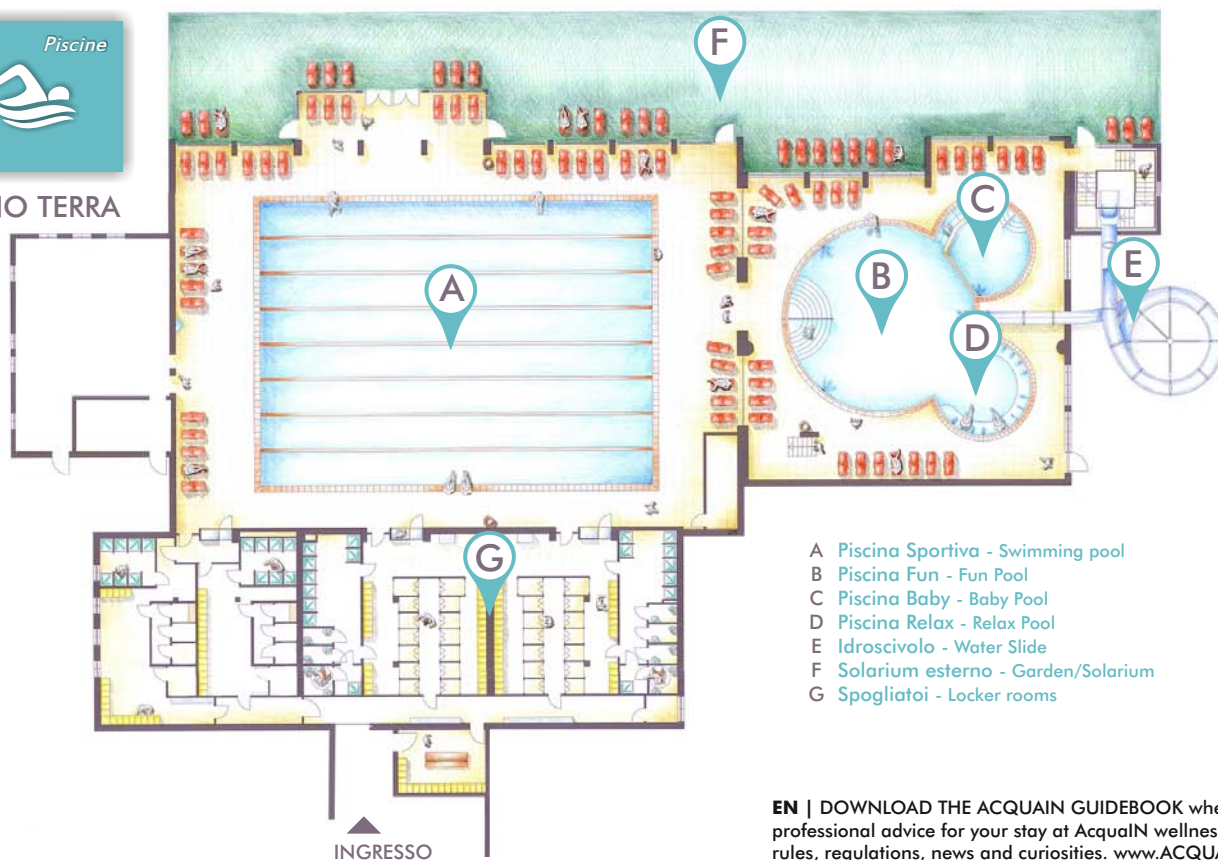 Piscine
IO TERRA
F
C
E
B
A
D
G
A Piscina Sportiva - Swimming pool
B Piscina Fun - Fun Pool
C Piscina Baby - Baby Pool
D Piscina Relax - Relax Pool
E Idroscivolo - Water Slide
F Solarium esterno - Garden/Solarium
G Spogliatoi - Locker rooms
INGRESSO
EN | DOWNLOAD THE ACQUAIN GUIDEBOOK whe
professional advice for your stay at AcquaIN wellnes
rules, regulations, news and curiosities. www.ACQUA